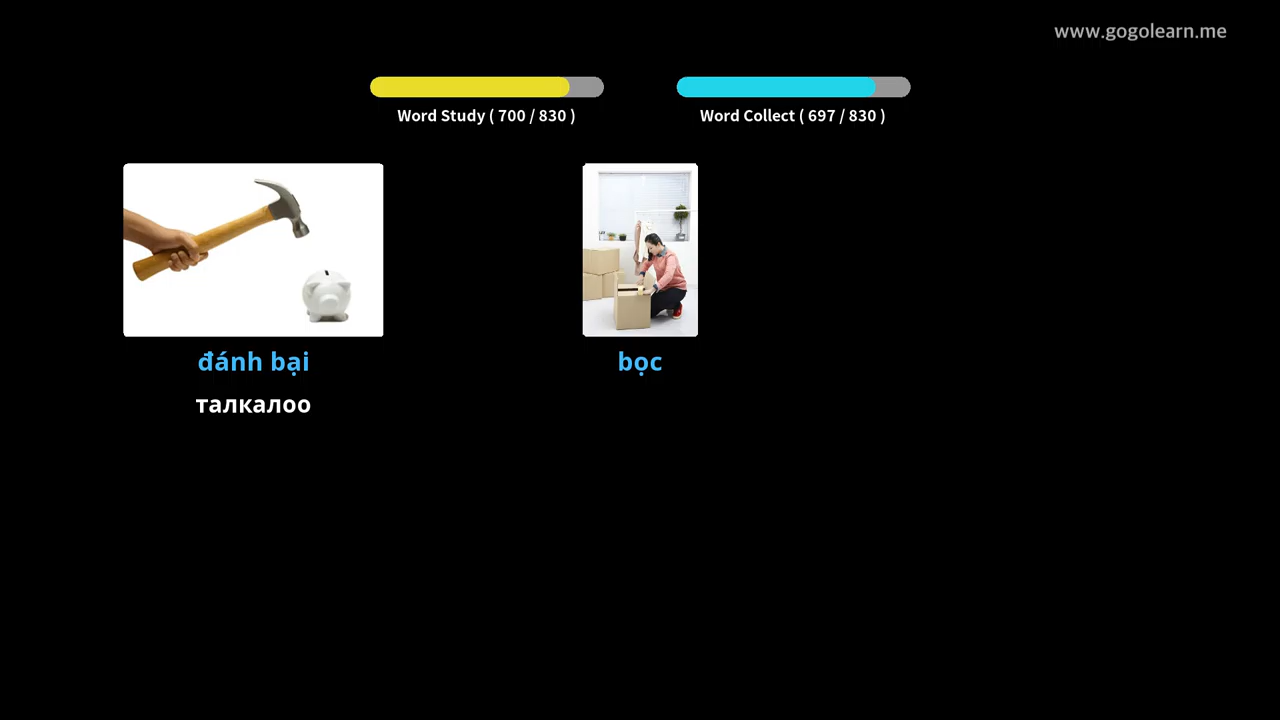 www.gogolearn.me
Word Study ( 700 / 830 )
Word Collect ( 697 / 830 )
đánh bại
bọc
талкалоо